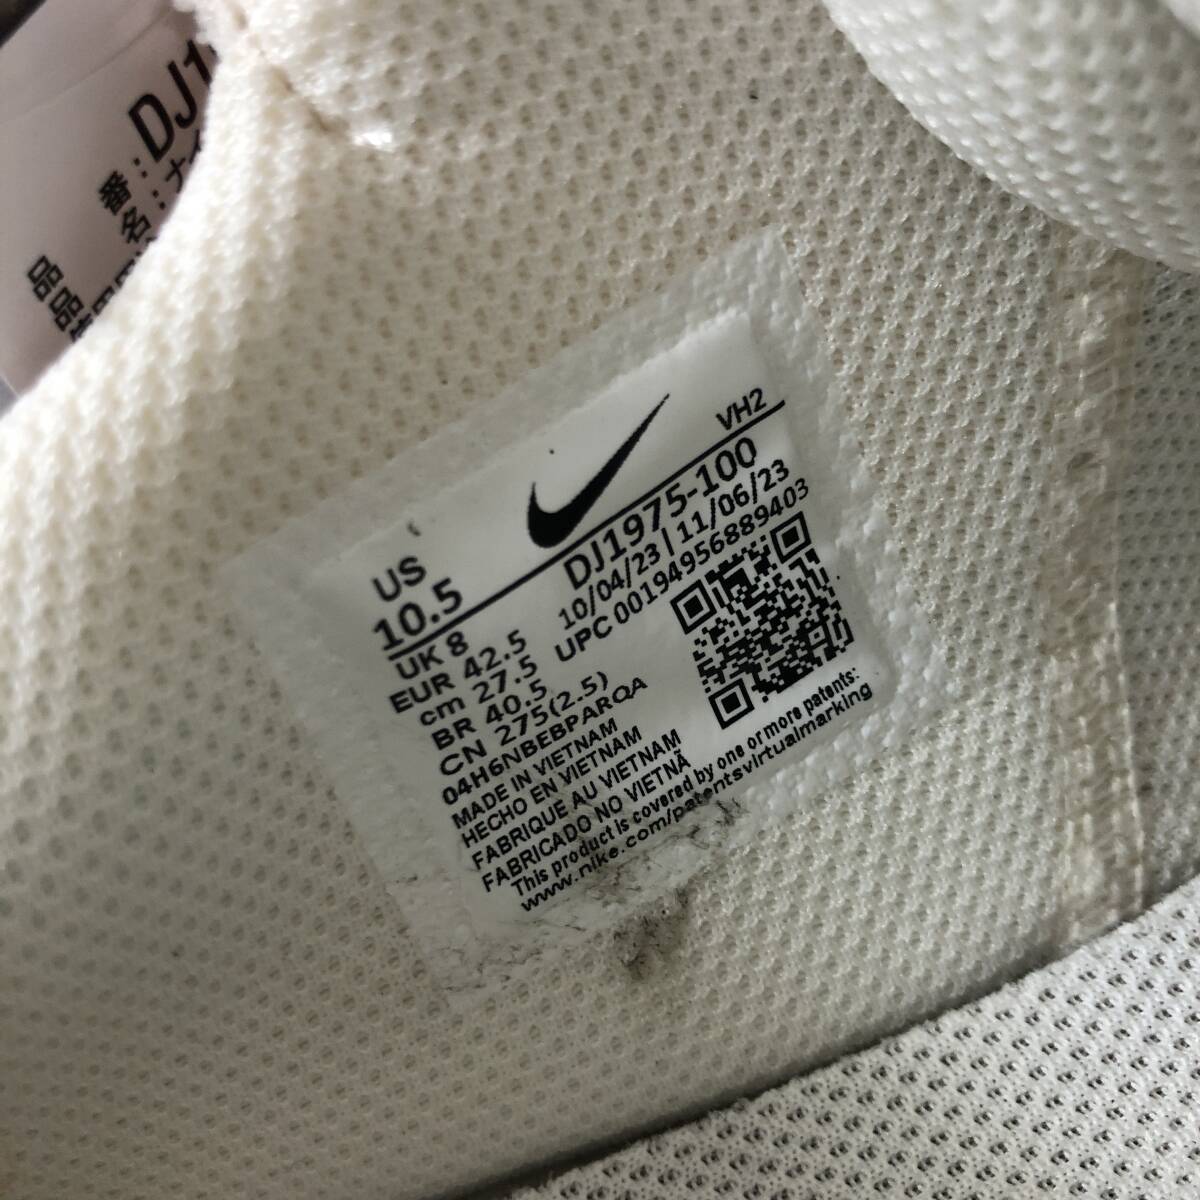 品 番:DJ1
品 名:ナイ
VH2
US
10.5
UK 8
EUR 42.5
cm 27.5
BR 40.5
CN 275(2.5)
DJ1975-100
10/04/23 | 11/06/23
UPC 00194956889403
04H6NBEBPARQA
MADE IN VIETNAM
HECHO EN VIETNAM
FABRIQUE AU VIETNAM
FABRICADO NO VIETNÃ
This product is covered by one or more patents:
www.nike.com/patentsvirtualmarking